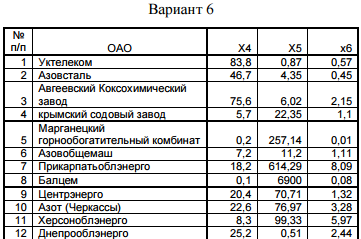 Вариант 6
№ п/п ОАО X4 X5 x6
1 Уктелеком 83,8 0,87 0,57
2 Азовсталь 46,7 4,35 0,45
3 Авгеевский Коксохимический завод 75,6 6,02 2,15
4 крымский содовый завод 5,7 22,35 1,1
5 Марганецкий горнообогатительный комбинат 0,2 257,14 0,01
6 Азовобщемаш 7,2 11,2 1,11
7 Прикарпатьоблэнерго 18,2 614,29 8,09
8 Балцем 0,1 6900 0,08
9 Центрэнерго 20,4 70,71 1,32
10 Азот (Черкассы) 22,6 76,97 3,28
11 Херсоноблэнерго 8,3 99,33 5,97
12 Днепрооблэнерго 25,2 0,51 2,44